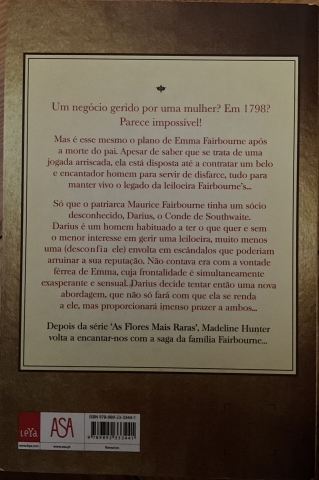 Um negócio gerido por uma mulher? Em 1798?
Parece impossível!
Mas é esse mesmo o plano de Emma Fairbourne após
a morte do pai. Apesar de saber que se trata de uma
jogada arriscada, ela está disposta até a contratar um belo
e encantador homem para servir de disfarce, tudo para
manter vivo o legado da leiloeira Fairbourne's...
Só que o patriarca Maurice Fairbourne tinha um sócio
desconhecido, Darius, o Conde de Southwaite.
Darius é um homem habituado a ter o que quer e sem
o menor interesse em gerir uma leiloeira, muito menos
uma (desconfia ele) envolta em escândalos que poderiam
arruinar a sua reputação. Não contava era com a vontade
férrea de Emma, cuja frontalidade é simultaneamente
exasperante e sensual. Darius decide tentar então uma nova
abordagem, que não só fará com que ela se renda
a ele, mas proporcionará imenso prazer a ambos...
Depois da série 'As Flores Mais Raras', Madeline Hunter
volta a encantar-nos com a saga da família Fairbourne...
leYa
ASA